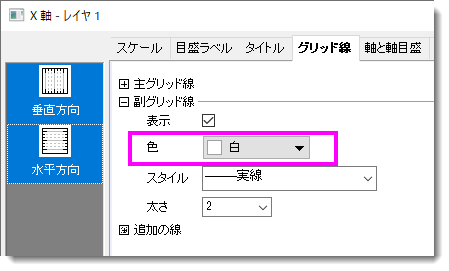 X 軸 - レイヤ 1
スケール 目盛ラベル タイトル グリッド線 軸と軸目盛
垂直方向
水平方向
主グリッド線
副グリッド線
表示
色 白
スタイル 実線
太さ 2
追加の線